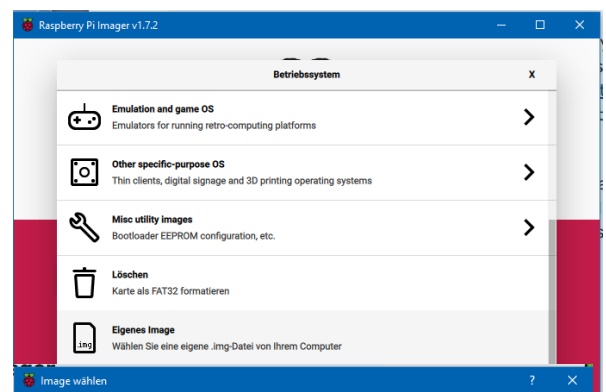 Raspberry Pi Imager v1.7.2
Betriebssystem
X
Emulation and game OS
Emulators for running retro-computing platforms
Other specific-purpose OS
Thin clients, digital signage and 3D printing operating systems
Misc utility images
Bootloader EEPROM configuration, etc.
Löschen
Karte als FAT32 formatieren
Eigenes Image
.img
Wählen Sie eine eigene .img-Datei von Ihrem Computer
Image wählen
?